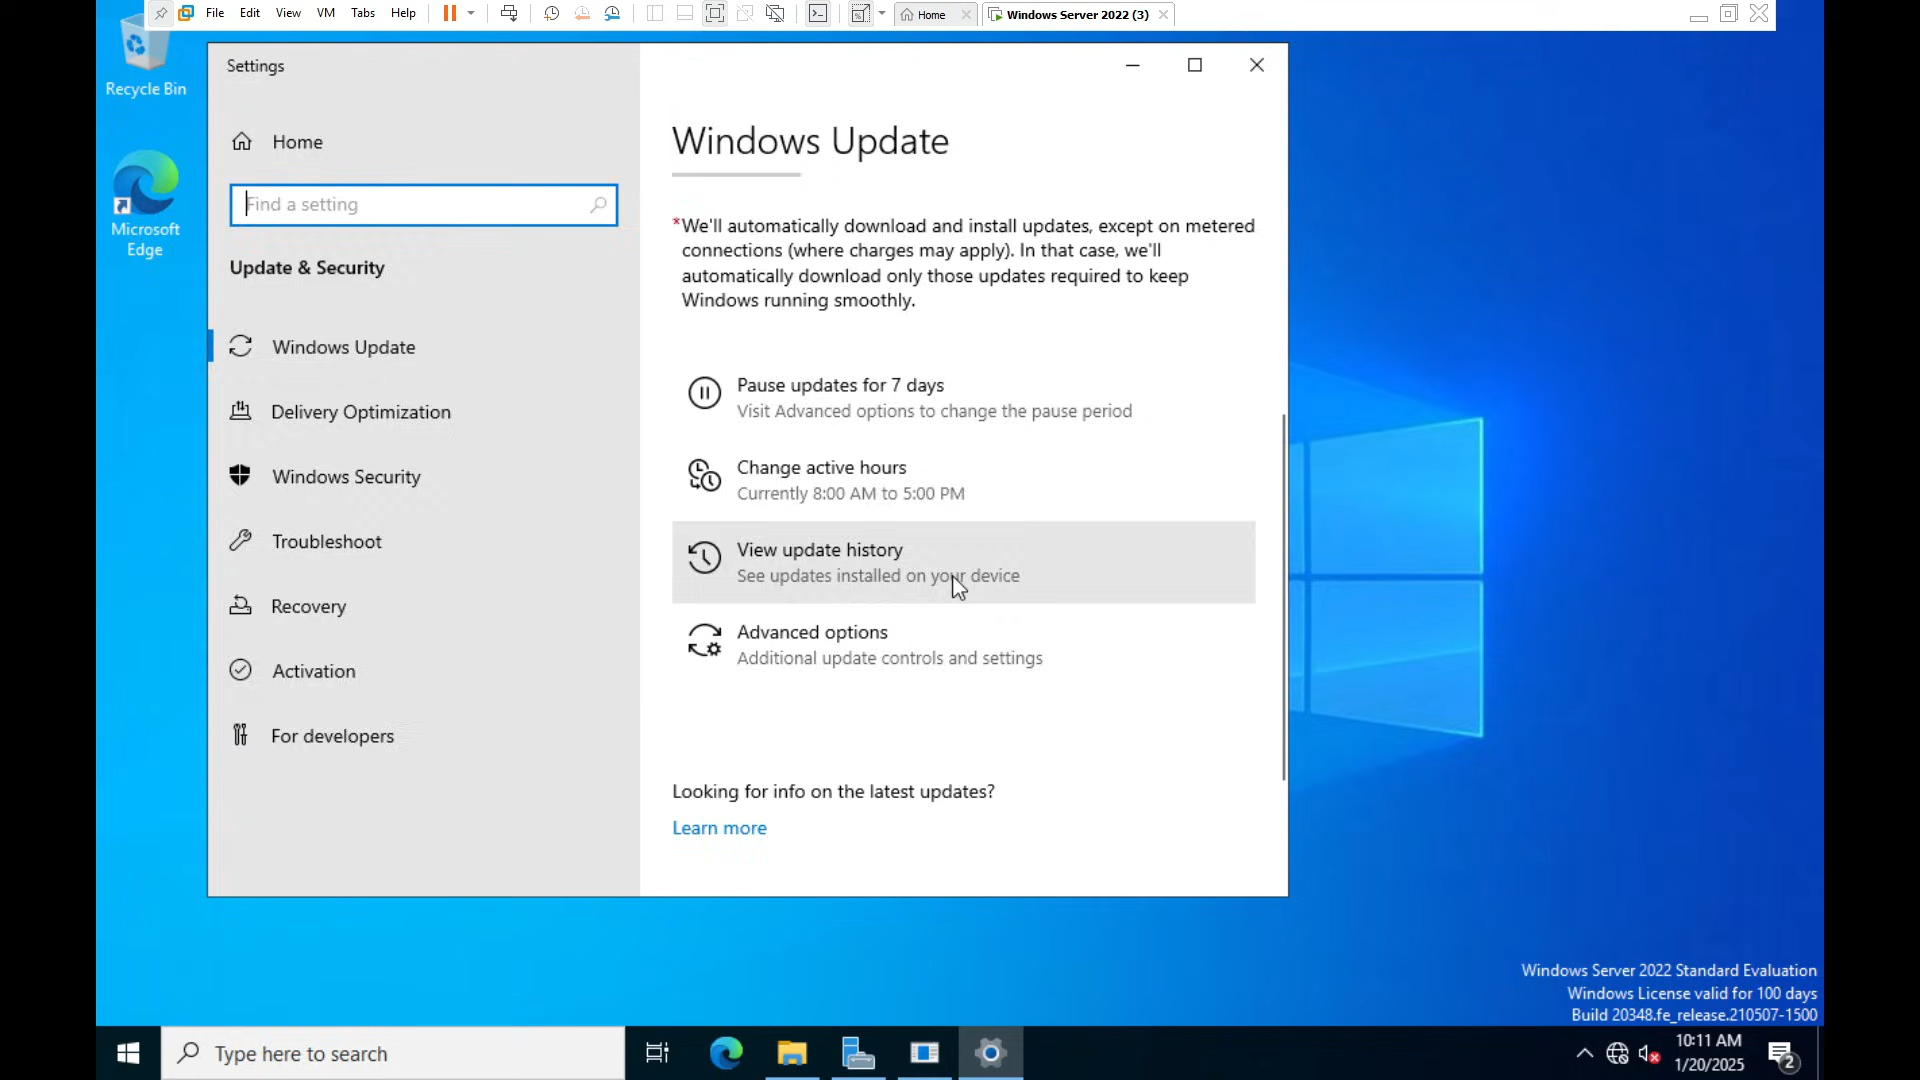 File Edit View VM Tabs Help Home Windows Server 2022 (3)
Recycle Bin
Microsoft
Edge
Settings
Home
Find a setting
Update & Security
Windows Update
Delivery Optimization
Windows Security
Troubleshoot
Recovery
Activation
For developers
Windows Update
*We'll automatically download and install updates, except on metered
connections (where charges may apply). In that case, we'll
automatically download only those updates required to keep
Windows running smoothly.
Pause updates for 7 days
Visit Advanced options to change the pause period
Change active hours
Currently 8:00 AM to 5:00 PM
View update history
See updates installed on your device
Advanced options
Additional update controls and settings
Looking for info on the latest updates?
Learn more
Windows Server 2022 Standard Evaluation
Windows License valid for 100 days
Build 20348.fe_release.210507-1500
Type here to search
10:11 AM
1/20/2025
2